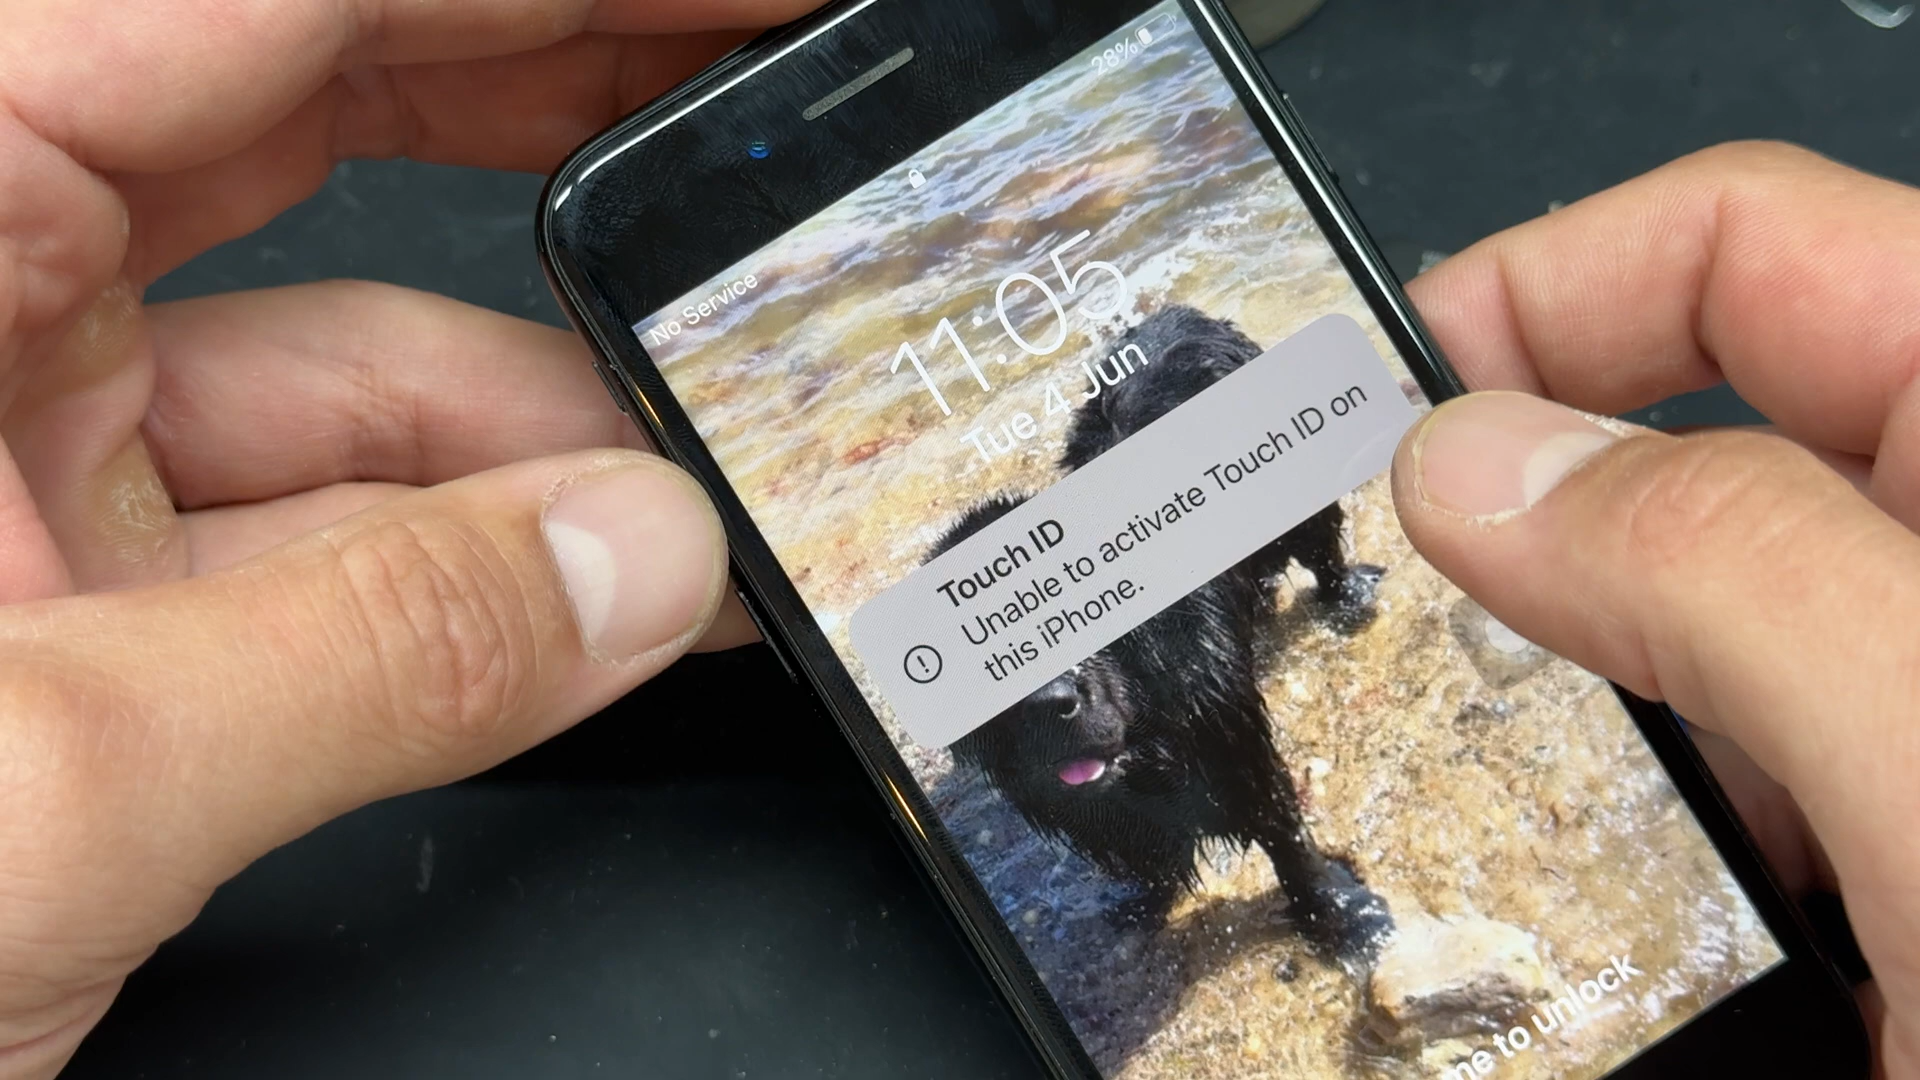 No Service
28%
11:05
Tue 4 Jun
Touch ID
Unable to activate Touch ID on
this iPhone.
to unlock